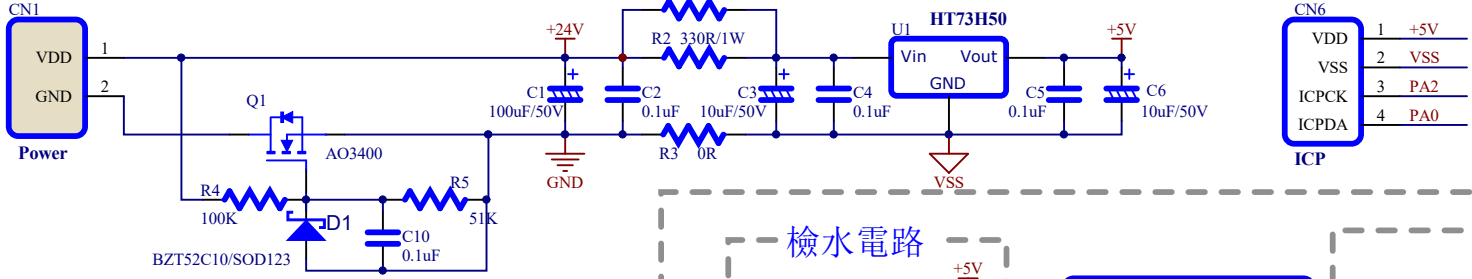 CN1
VDD 1
GND 2
Power
Q1
AO3400
R4
100K
R5
51K
D1
BZT52C10/SOD123
C10
0.1uF
+24V
C1
100uF/50V
GND
C2
0.1uF
R2 330R/1W
R3 0R
C3
10uF/50V
C4
0.1uF
U1
HT73H50
Vin Vout
GND
VSS
C5
0.1uF
+5V
C6
10uF/50V
CN6
VDD 1 +5V
VSS 2 VSS
ICPCK 3 PA2
ICPDA 4 PA0
ICP
檢水電路
+5V